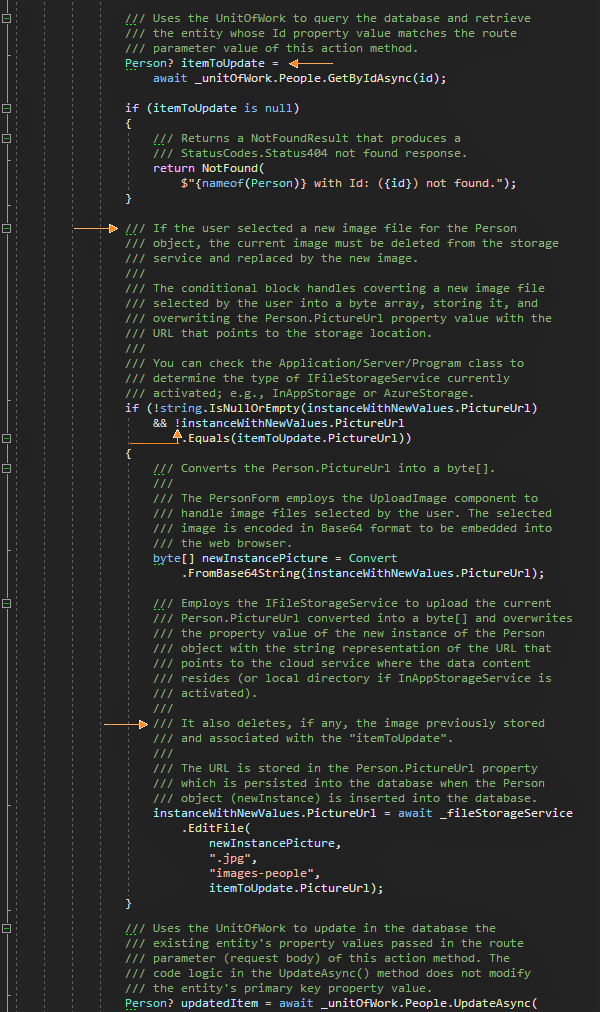 /// Uses the UnitOfWork to query the database and retrieve
/// the entity whose Id property value matches the route
/// parameter value of this action method.
Person? itemToUpdate =
await _unitOfWork.People.GetByIdAsync(id);
if (itemToUpdate is null)
{
/// Returns a NotFoundResult that produces a
/// StatusCodes.Status404 not found response.
return NotFound(
$"{nameof(Person)} with Id: ({id}) not found.");
}
/// If the user selected a new image file for the Person
/// object, the current image must be deleted from the storage
/// service and replaced by the new image.
///
/// The conditional block handles coverting a new image file
/// selected by the user into a byte array, storing it, and
/// overwriting the Person.PictureUrl property value with the
/// URL that points to the storage location.
///
/// You can check the Application/Server/Program class to
/// determine the type of IFileStorageService currently
/// activated; e.g., InAppStorage or AzureStorage.
if (!string.IsNullOrEmpty(instanceWithNewValues.PictureUrl)
&& !instanceWithNewValues.PictureUrl
.Equals(itemToUpdate.PictureUrl))
{
/// Converts the Person.PictureUrl into a byte[].
///
/// The PersonForm employs the UploadImage component to
/// handle image files selected by the user. The selected
/// image is encoded in Base64 format to be embedded into
/// the web browser.
byte[] newInstancePicture = Convert
.FromBase64String(instanceWithNewValues.PictureUrl);
/// Employs the IFileStorageService to upload the current
/// Person.PictureUrl converted into a byte[] and overwrites
/// the property value of the new instance of the Person
/// object with the string representation of the URL that
/// points to the cloud service where the data content
/// resides (or local directory if InAppStorageService is
/// activated).
///
/// It also deletes, if any, the image previously stored
/// and associated with the "itemToUpdate".
///
/// The URL is stored in the Person.PictureUrl property
/// which is persisted into the database when the Person
/// object (newInstance) is inserted into the database.
instanceWithNewValues.PictureUrl = await _fileStorageService
.EditFile(
newInstancePicture,
".jpg",
"images-people",
itemToUpdate.PictureUrl);
}
/// Uses the UnitOfWork to update in the database the
/// existing entity's property values passed in the route
/// parameter (request body) of this action method. The
/// code logic in the UpdateAsync() method does not modify
/// the entity's primary key property value.
Person? updatedItem = await _unitOfWork.People.UpdateAsync(